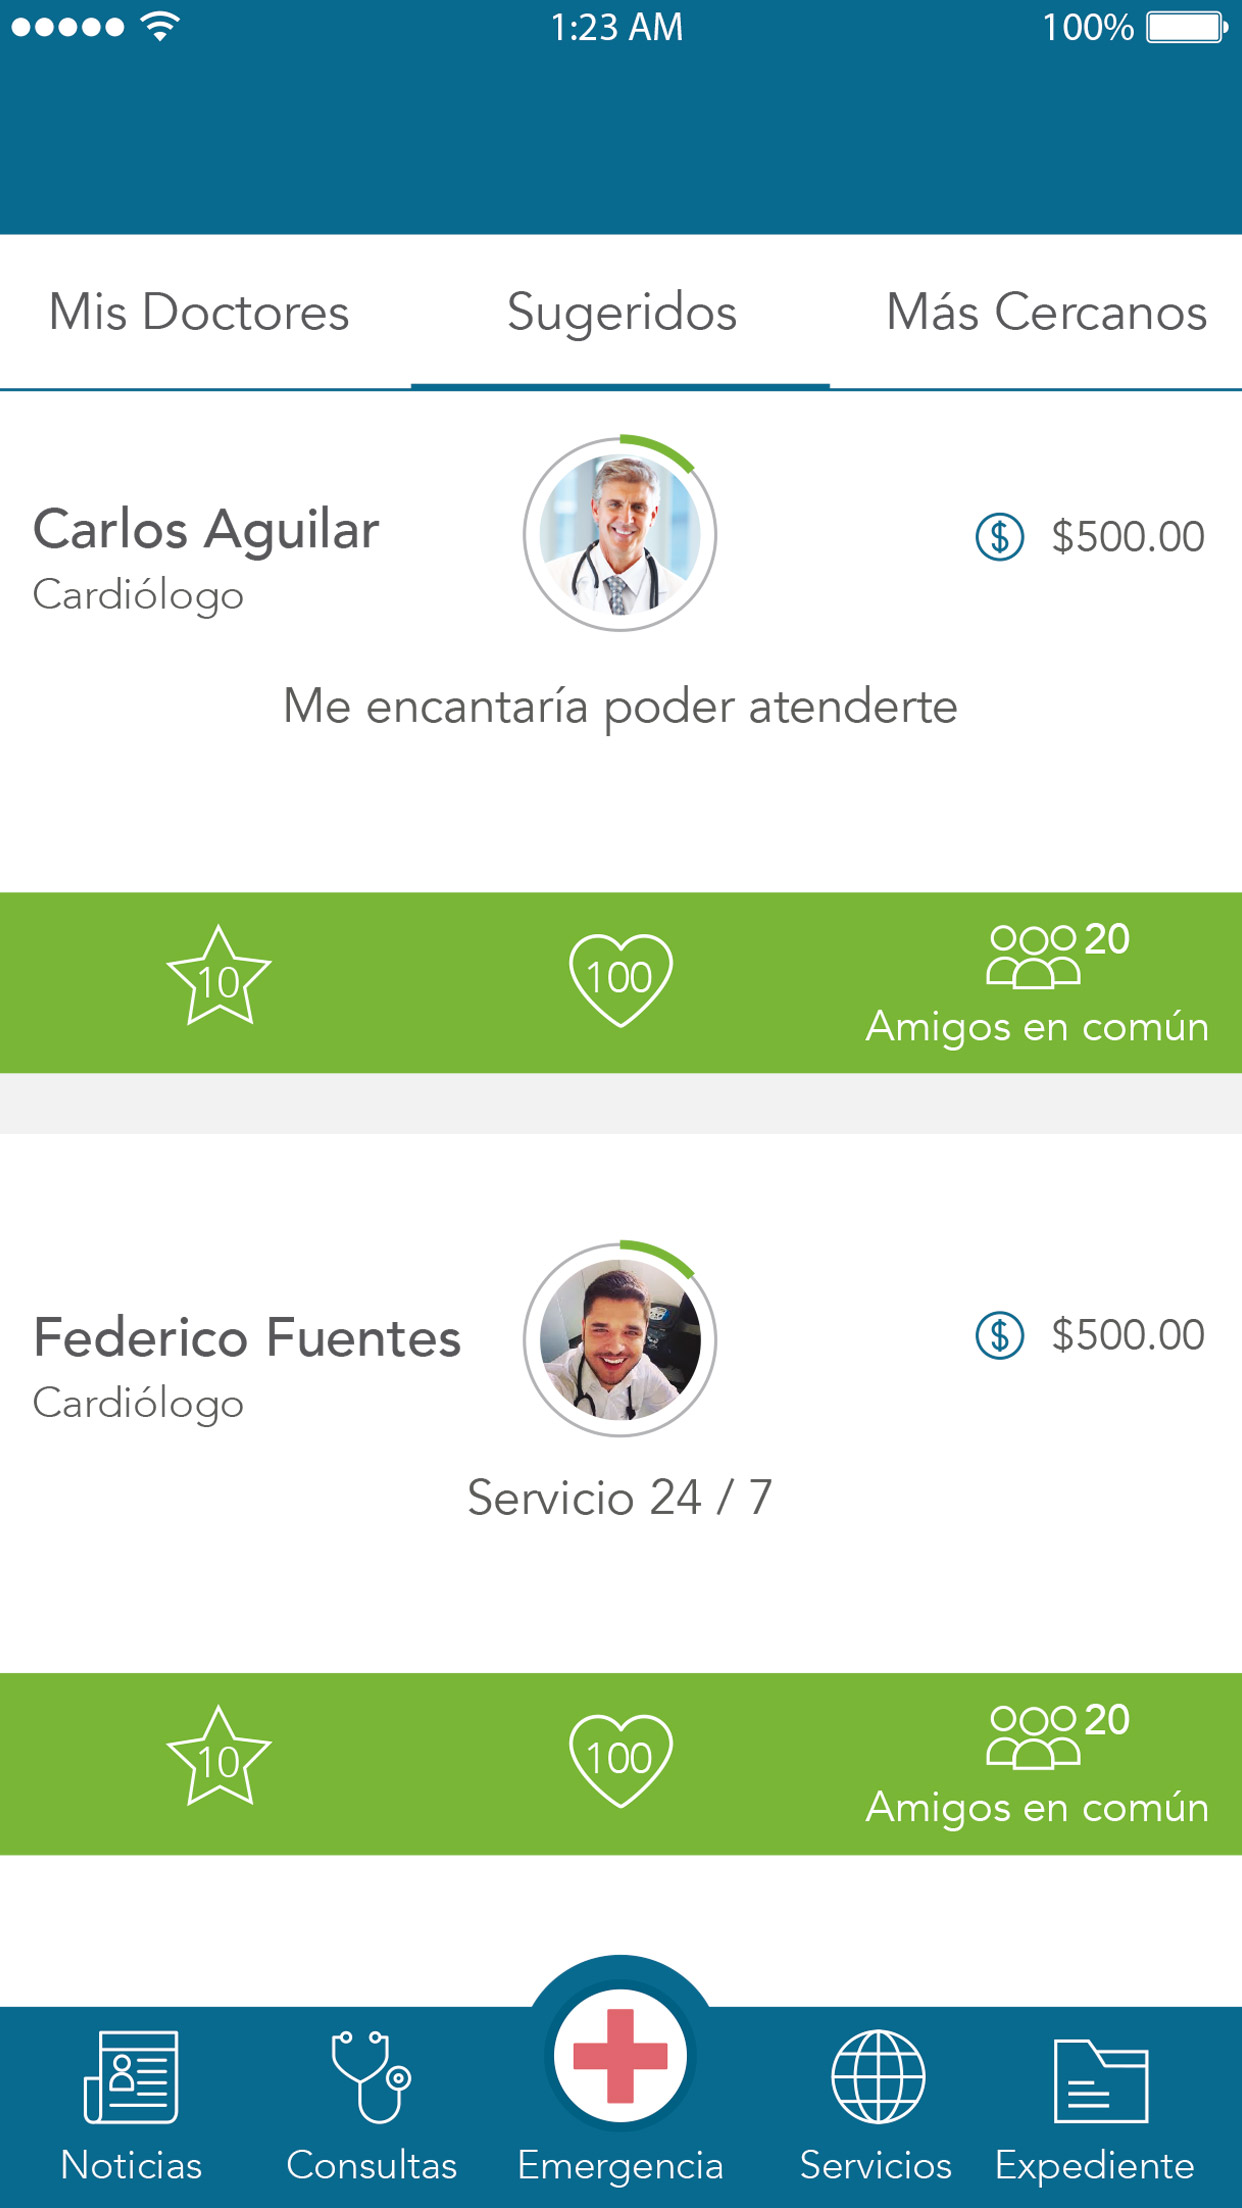 1:23 AM
100%
Mis Doctores
Sugeridos
Más Cercanos
Carlos Aguilar
Cardiólogo
$ $500.00
Me encantaría poder atenderte
10
100
20
Amigos en común
Federico Fuentes
Cardiólogo
$ $500.00
Servicio 24 / 7
10
100
20
Amigos en común
Noticias
Consultas
Emergencia
Servicios
Expediente